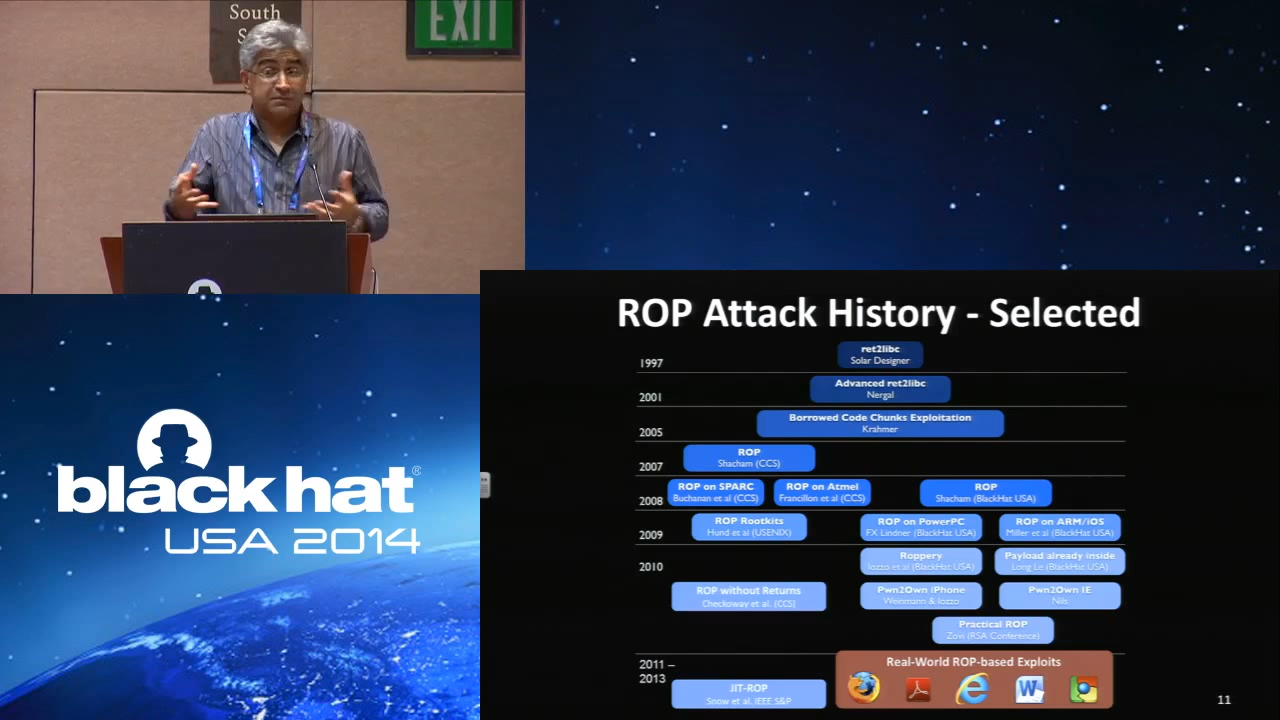 South
EXIT
black hat®
USA 2014
ROP Attack History - Selected
1997
ret2libc
Solar Designer
2001
Advanced ret2libc
Nergal
2005
Borrowed Code Chunks Exploitation
Krahmer
2007
ROP
Shacham (CCS)
2008
ROP on SPARC
Buchanan et al (CCS)
ROP on Atmel
Francillon et al (CCS)
ROP
Shacham (BlackHat USA)
2009
ROP Rootkits
Hund et al (USENIX)
ROP on PowerPC
FX Lindner (BlackHat USA)
ROP on ARM/iOS
Miller et al (BlackHat USA)
2010
Roppery
Iozzo et al (BlackHat USA)
Payload already inside
Long Le (BlackHat USA)
ROP without Returns
Checkoway et al. (CCS)
Pwn2Own iPhone
Weinmann & Iozzo
Pwn2Own IE
Nils
Practical ROP
Zovi (RSA Conference)
2011 –
2013
JIT-ROP
Snow et al. IEEE S&P
Real-World ROP-based Exploits
11